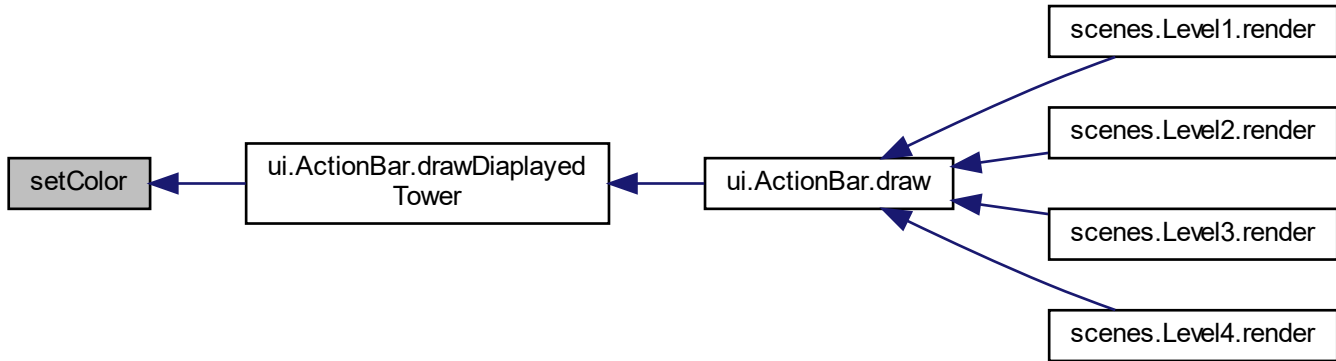 setColor
ui.ActionBar.drawDiaplayed
Tower
ui.ActionBar.draw
scenes.Level1.render
scenes.Level2.render
scenes.Level3.render
scenes.Level4.render